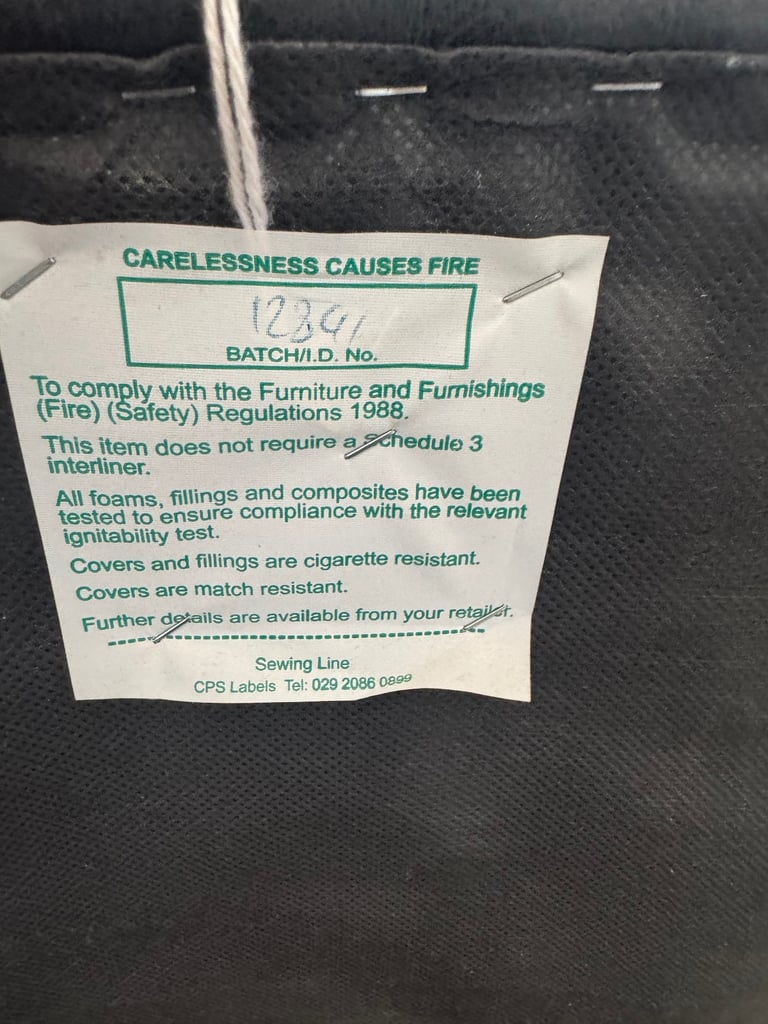 CARELESSNESS CAUSES FIRE
12841
BATCH/I.D. No.
To comply with the Furniture and Furnishings
(Fire) (Safety) Regulations 1988.
This item does not require a Schedule 3
interliner.
All foams, fillings and composites have been
tested to ensure compliance with the relevant
ignitability test.
Covers and fillings are cigarette resistant.
Covers are match resistant.
Further details are available from your retailer.
Sewing Line
CPS Labels Tel: 029 2086 0899